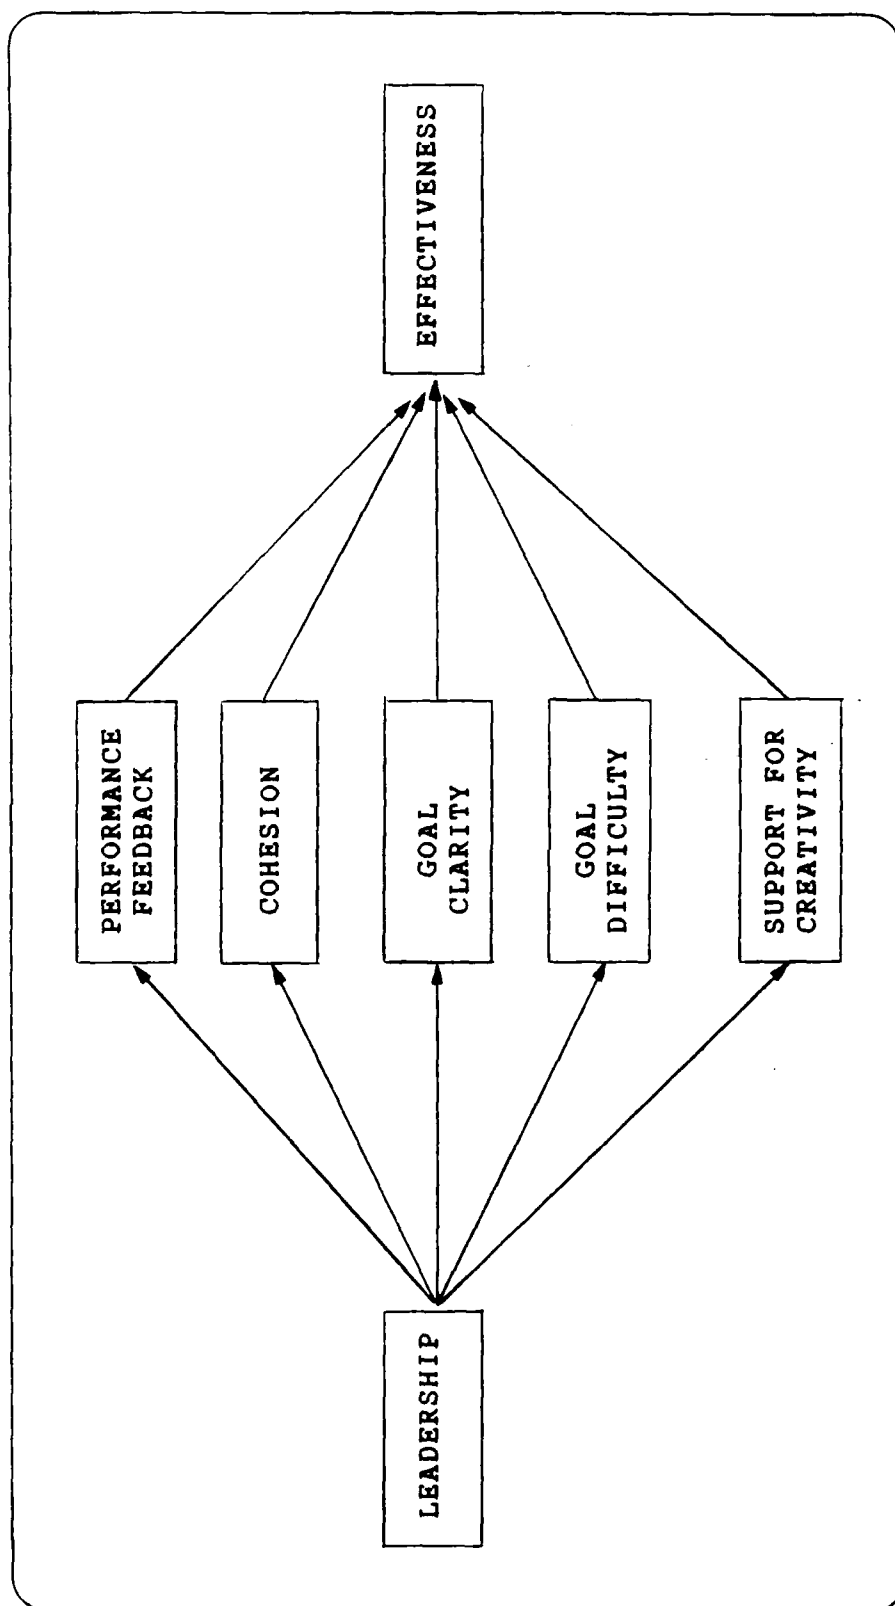 LEADERSHIP
PERFORMANCE
FEEDBACK
COHESION
GOAL
CLARITY
GOAL
DIFFICULTY
SUPPORT FOR
CREATIVITY
EFFECTIVENESS